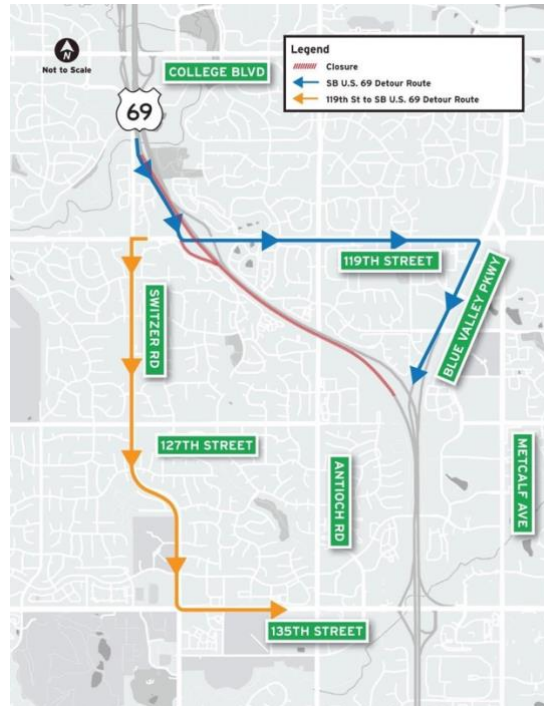 N
Not to Scale
COLLEGE BLVD
Legend
Closure
SB U.S. 69 Detour Route
119th St to SB U.S. 69 Detour Route
69
119TH STREET
SWITZER RD
BLUE VALLEY PKWY
127TH STREET
ANTIOCH RD
METCALF AVE
135TH STREET